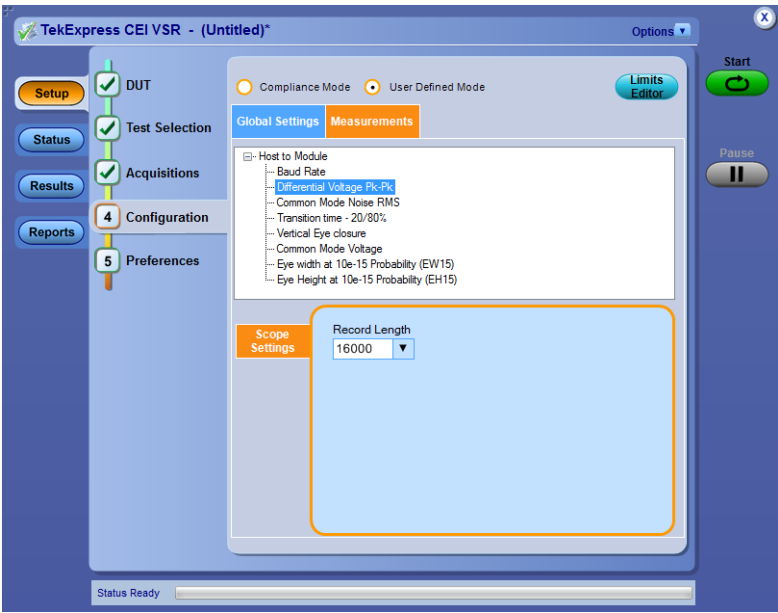 TekExpress CEI VSR - (Untitled)*
Options
X
Start
Pause
Setup
Status
Results
Reports
DUT
Test Selection
Acquisitions
4 Configuration
5 Preferences
Compliance Mode
User Defined Mode
Limits
Editor
Global Settings
Measurements
Host to Module
Baud Rate
Differential Voltage Pk-Pk
Common Mode Noise RMS
Transition time - 20/80%
Vertical Eye closure
Common Mode Voltage
Eye width at 10e-15 Probability (EW15)
Eye Height at 10e-15 Probability (EH15)
Scope
Settings
Record Length
16000
Status Ready